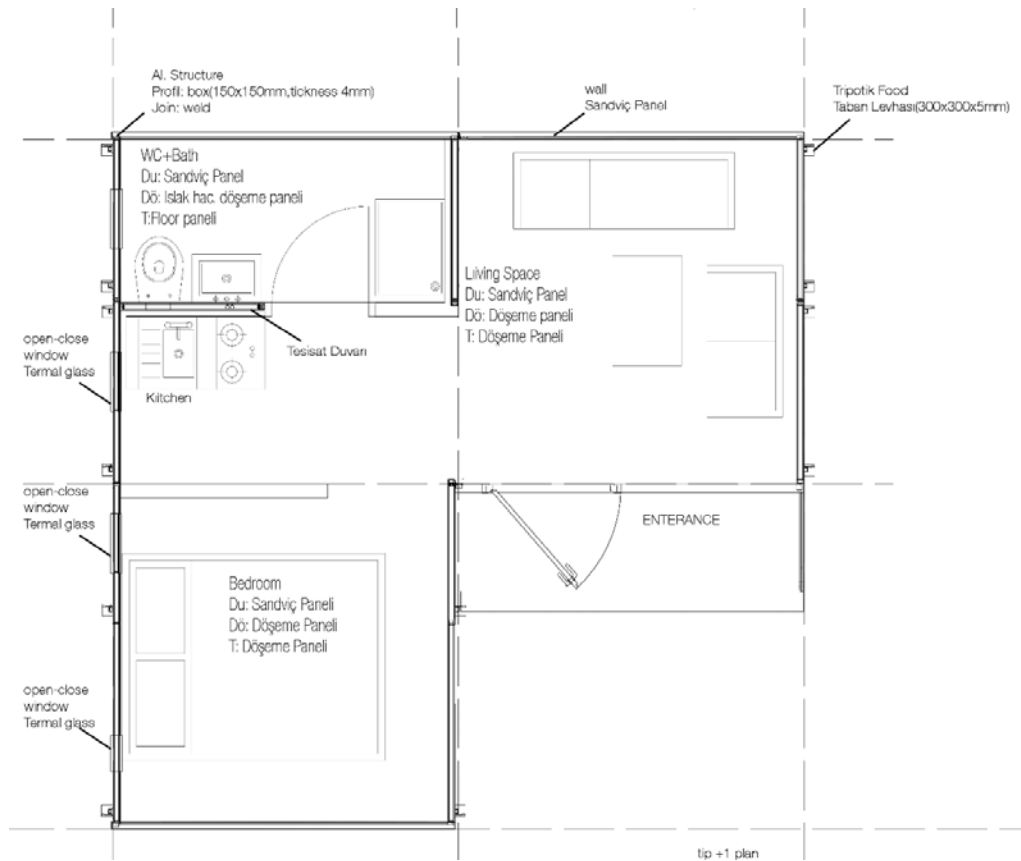 Al. Structure
Profil: box(150x150mm,tickness 4mm)
Join: weld
wall
Sandviç Panel
Tripotik Food
Taban Levhası(300x300x5mm)
WC+Bath
Du: Sandviç Panel
Dö: Islak hac. döşeme paneli
T:Floor paneli
Living Space
Du: Sandviç Panel
Dö: Döşeme paneli
T: Döşeme Paneli
open-close
window
Termal glass
Tesisat Duvarı
Kitchen
open-close
window
Termal glass
ENTERANCE
Bedroom
Du: Sandviç Paneli
Dö: Döşeme Paneli
T: Döşeme Paneli
open-close
window
Termal glass
tip +1 plan